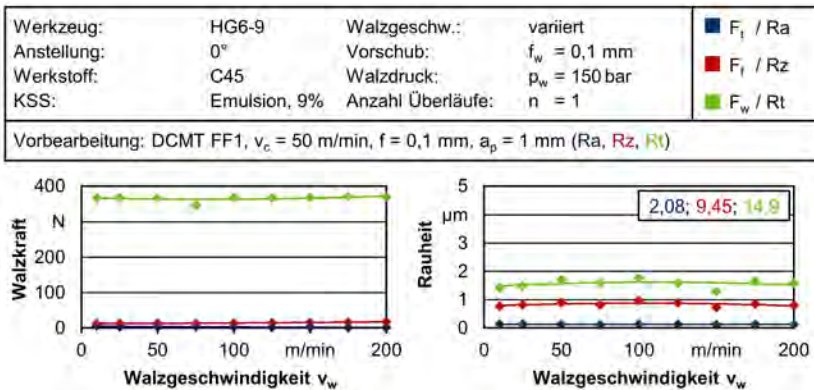 Werkzeug: HG6-9 Walzgeschw.: variiert
Anstellung: 0° Vorschub: f_w = 0,1 mm
Werkstoff: C45 Walzdruck: p_w = 150 bar
KSS: Emulsion, 9% Anzahl Überläufe: n = 1
F_t / Ra
F_f / Rz
F_w / Rt
Vorbearbeitung: DCMT FF1, v_c = 50 m/min, f = 0,1 mm, a_p = 1 mm (Ra, Rz, Rt)
Walzkraft
400
N
200
100
0
0 50 100 m/min 200
Walzgeschwindigkeit v_w
Rauheit
5
µm
3
2
1
0
2,08; 9,45; 14,9
0 50 100 m/min 200
Walzgeschwindigkeit v_w